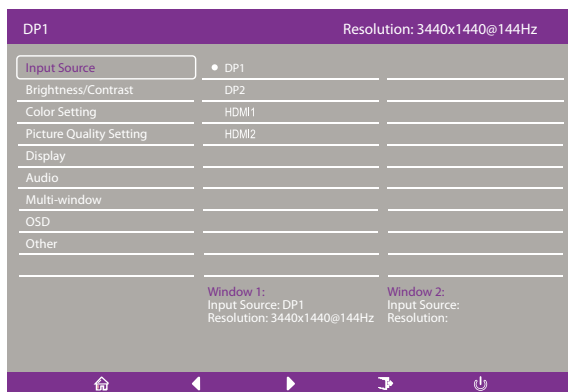 DP1 Resolution: 3440x1440@144Hz
Input Source
Brightness/Contrast
Color Setting
Picture Quality Setting
Display
Audio
Multi-window
OSD
Other
DP1
DP2
HDMI1
HDMI2
Window 1:
Input Source: DP1
Resolution: 3440x1440@144Hz
Window 2:
Input Source:
Resolution: